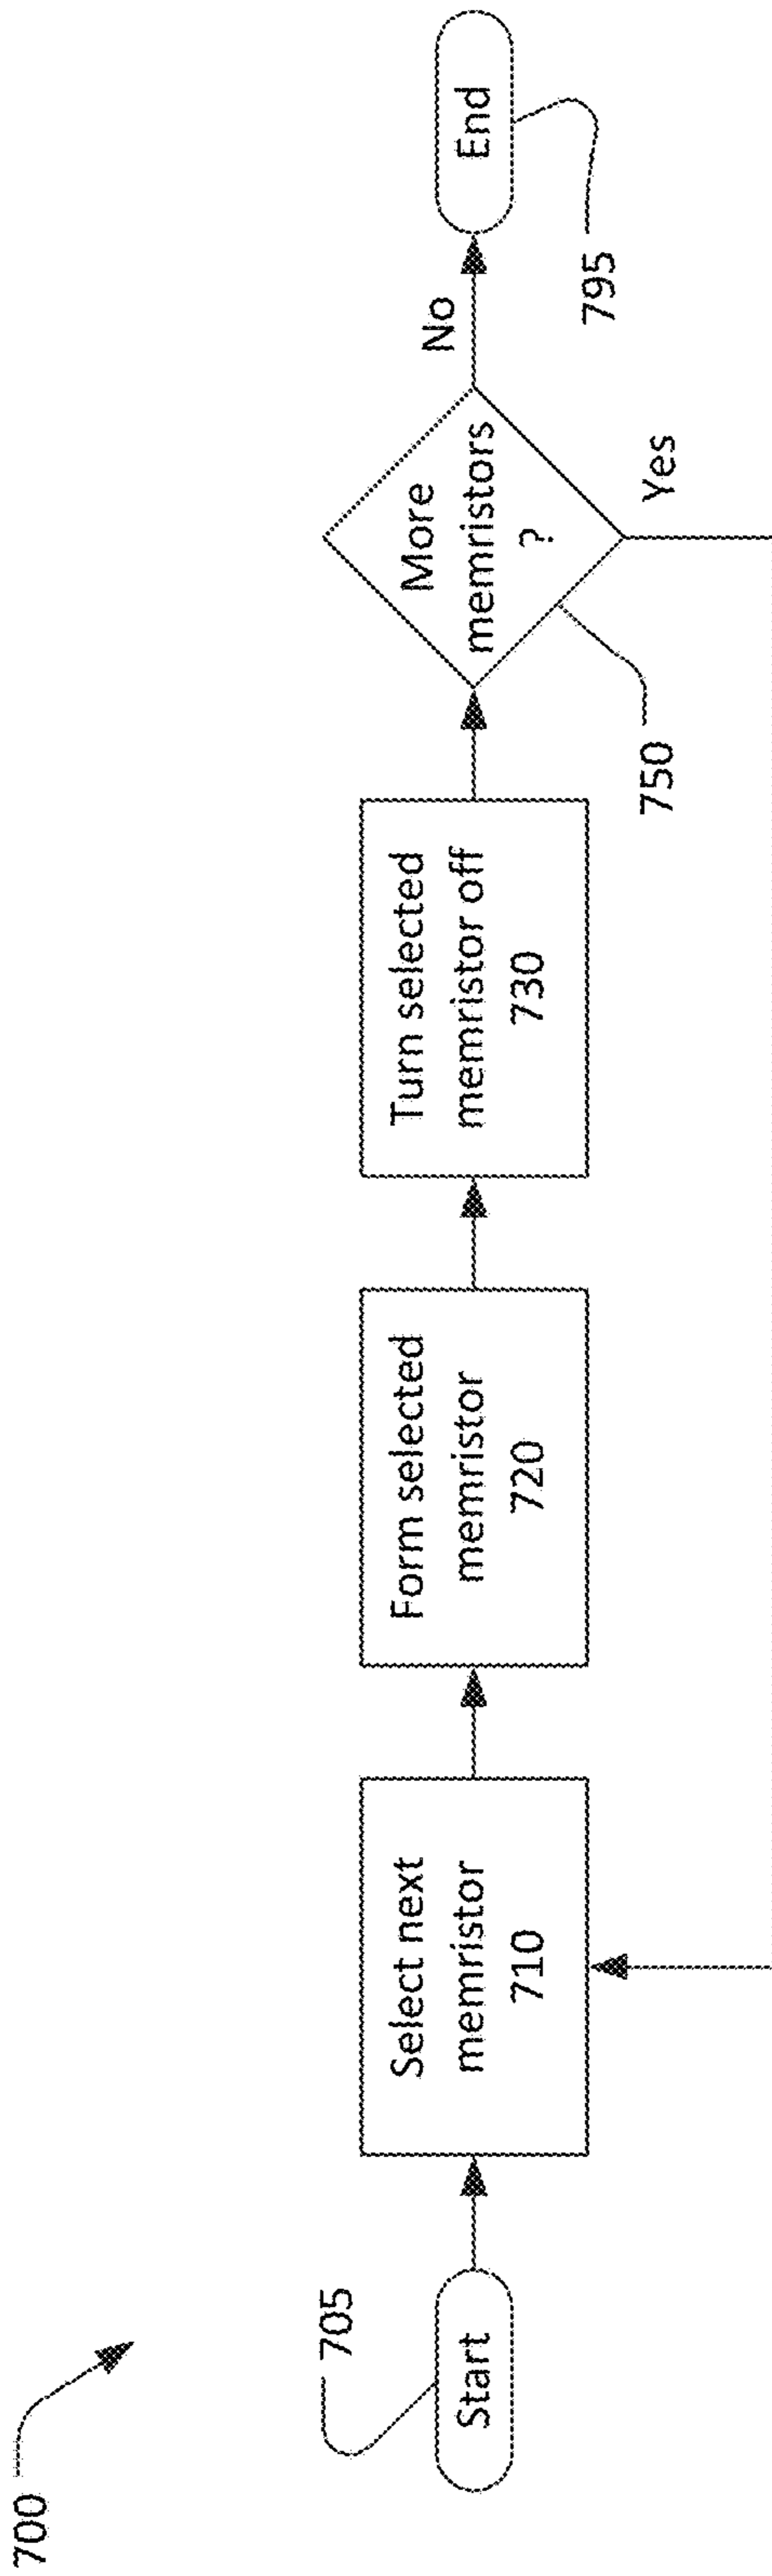 700
705
Start
Select next
memristor
710
Form selected
memristor
720
Turn selected
memristor off
730
More
memristors
?
750
Yes
No
End
795